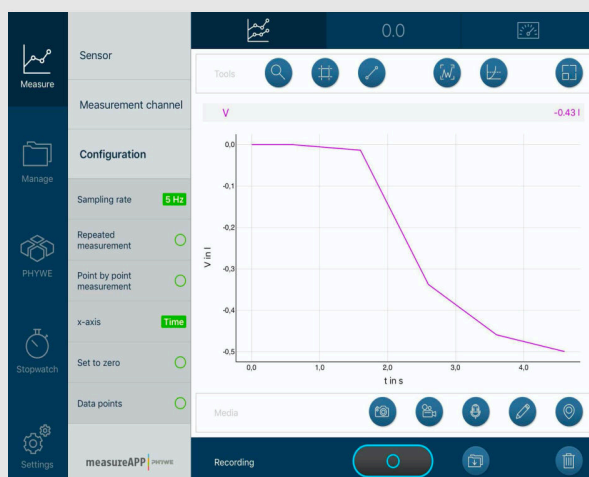 Measure
Manage
PHYWE
Stopwatch
Settings
Sensor
Measurement channel
Configuration
Sampling rate 5 Hz
Repeated
measurement
Point by point
measurement
x-axis Time
Set to zero
Data points
measureAPP PHYWE
0.0
Tools
V -0.43 l
0,0
-0,1
-0,2
-0,3
-0,4
-0,5
V in l
0,0 1,0 2,0 3,0 4,0
t in s
Media
Recording